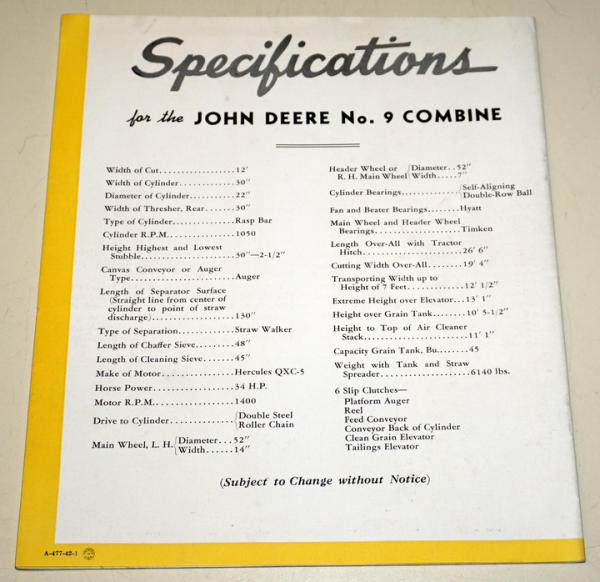 Specifications
for the JOHN DEERE No. 9 COMBINE
Width of Cut.................12'
Width of Cylinder............30"
Diameter of Cylinder.........22"
Width of Thresher, Rear......30"
Type of Cylinder.............Rasp Bar
Cylinder R.P.M...............1050
Height Highest and Lowest
Stubble....................30"—2-1/2"
Canvas Conveyor or Auger
Type.......................Auger
Length of Separator Surface
(Straight line from center of
cylinder to point of straw
discharge).................130"
Type of Separation...........Straw Walker
Length of Chaffer Sieve......48"
Length of Cleaning Sieve.....45"
Make of Motor................Hercules QXC-5
Horse Power..................34 H.P.
Motor R.P.M..................1400
Drive to Cylinder............{Double Steel
Roller Chain
Main Wheel, L. H. {Diameter...52"
Width......14"
Header Wheel or {Diameter..52"
R. H. Main Wheel {Width.....7"
Cylinder Bearings............{Self-Aligning
Double-Row Ball
Fan and Beater Bearings......Hyatt
Main Wheel and Header Wheel
Bearings...................Timken
Length Over-All with Tractor
Hitch......................26' 6"
Cutting Width Over-All.......19' 4"
Transporting Width up to
Height of 7 Feet...........12' 1/2"
Extreme Height over Elevator...13' 1"
Height over Grain Tank.......10' 5-1/2"
Height to Top of Air Cleaner
Stack......................11' 1"
Capacity Grain Tank, Bu.......45
Weight with Tank and Straw
Spreader...................6140 lbs.
6 Slip Clutches—
Platform Auger
Reel
Feed Conveyor
Conveyor Back of Cylinder
Clean Grain Elevator
Tailings Elevator
(Subject to Change without Notice)
A-477-42-1